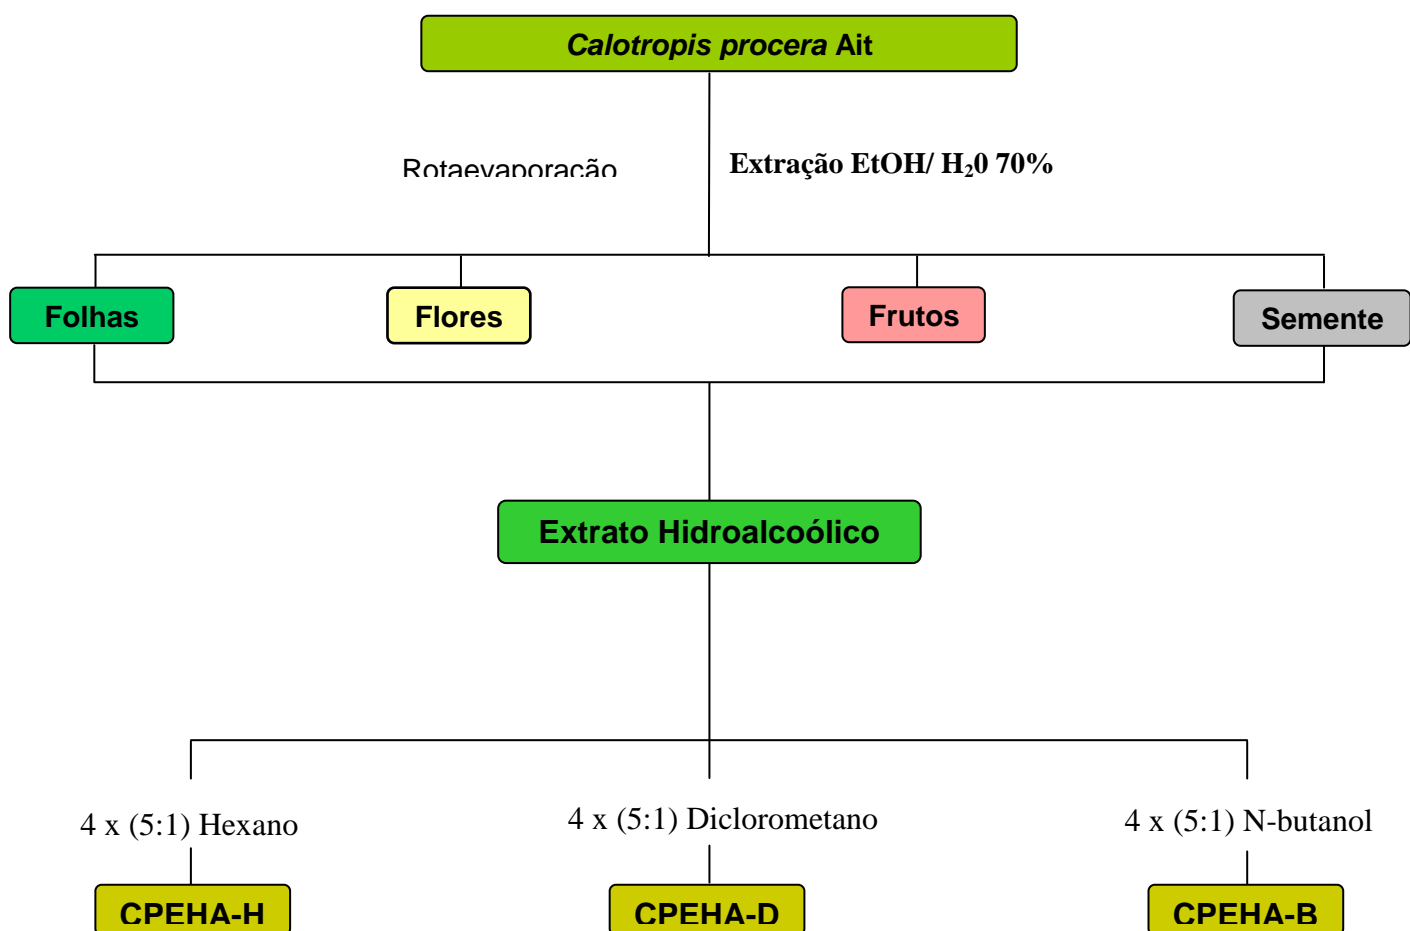 Calotropis procera Ait
Rotaevaporação
Extração EtOH/ H₂0 70%
Folhas
Flores
Frutos
Semente
Extrato Hidroalcoólico
4 x (5:1) Hexano
4 x (5:1) Diclorometano
4 x (5:1) N-butanol
CPEHA-H
CPEHA-D
CPEHA-B